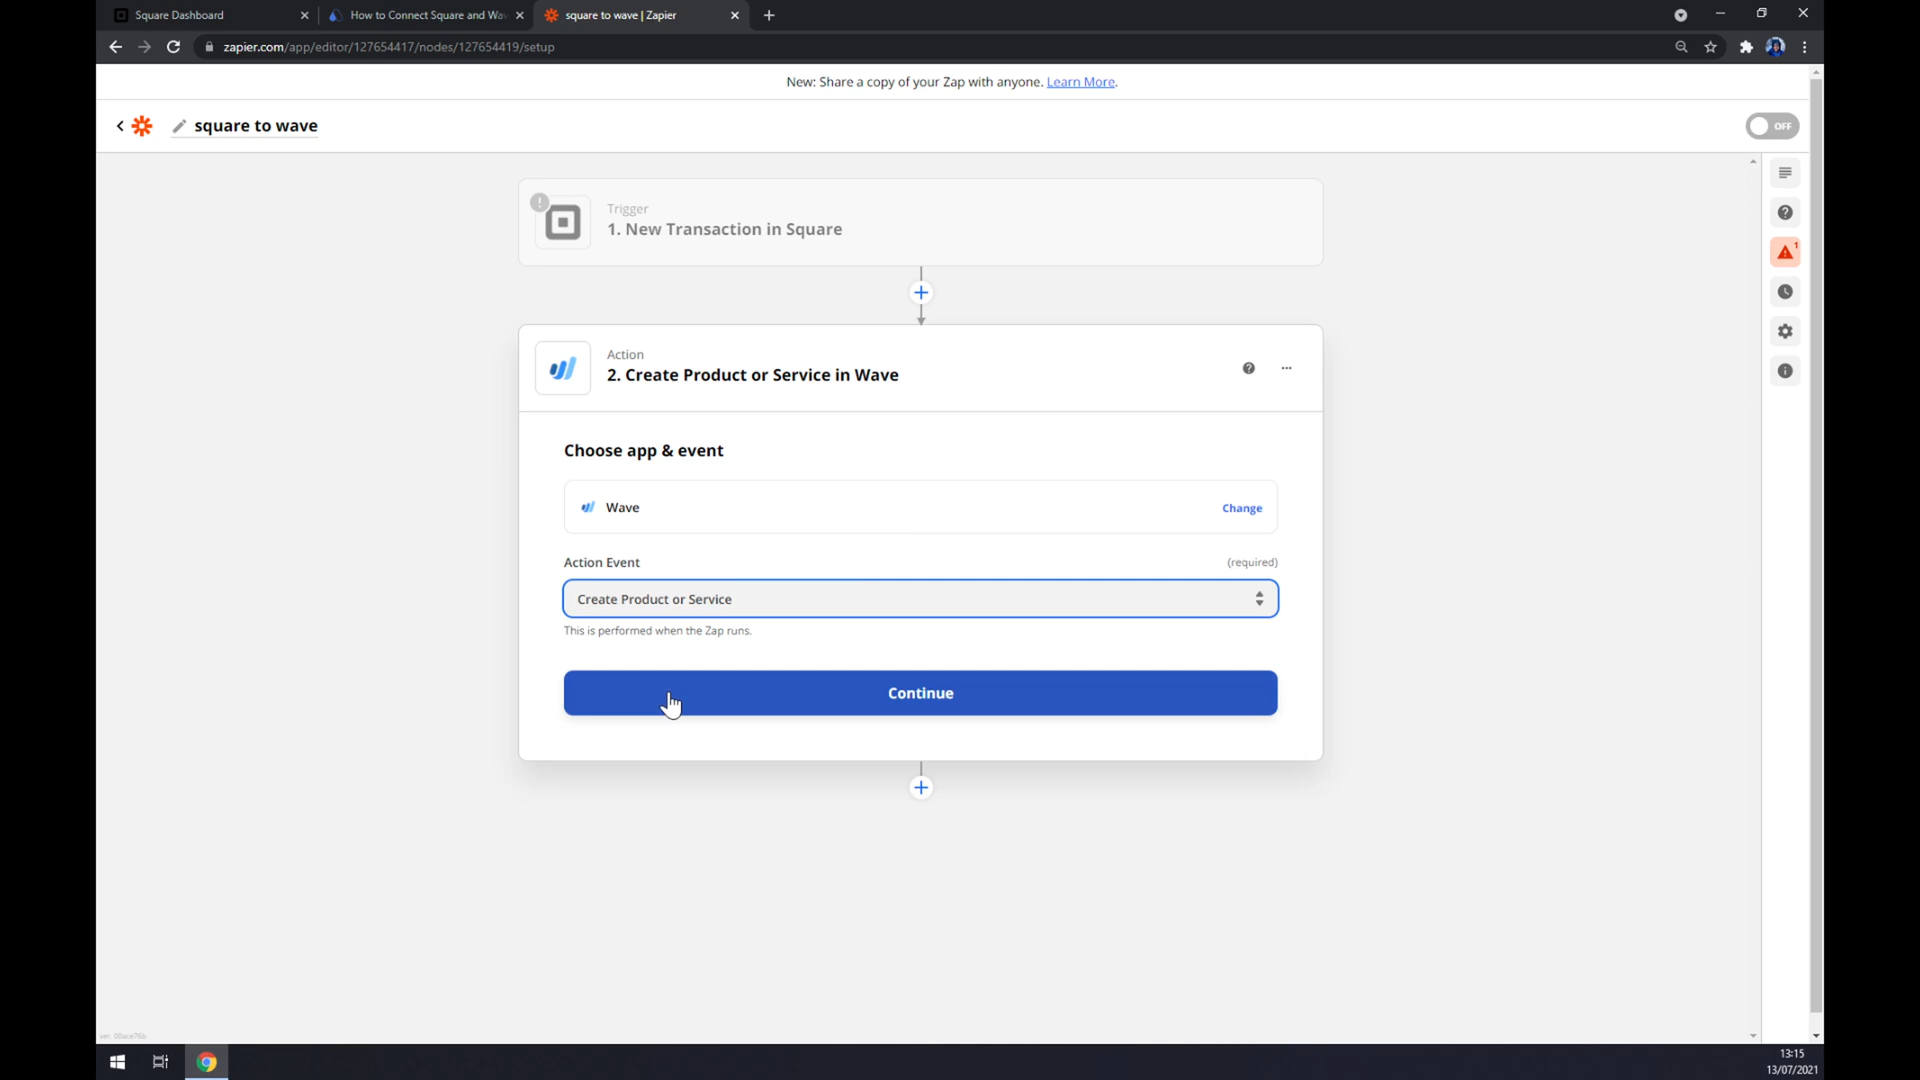 Square Dashboard
How to Connect Square and Wav
square to wave | Zapier
zapier.com/app/editor/127654417/nodes/127654419/setup
New: Share a copy of your Zap with anyone. Learn More.
square to wave
OFF
Trigger
1. New Transaction in Square
1
Action
2. Create Product or Service in Wave
Choose app & event
Wave
Change
Action Event
(required)
Create Product or Service
This is performed when the Zap runs.
Continue
13:15
13/07/2021